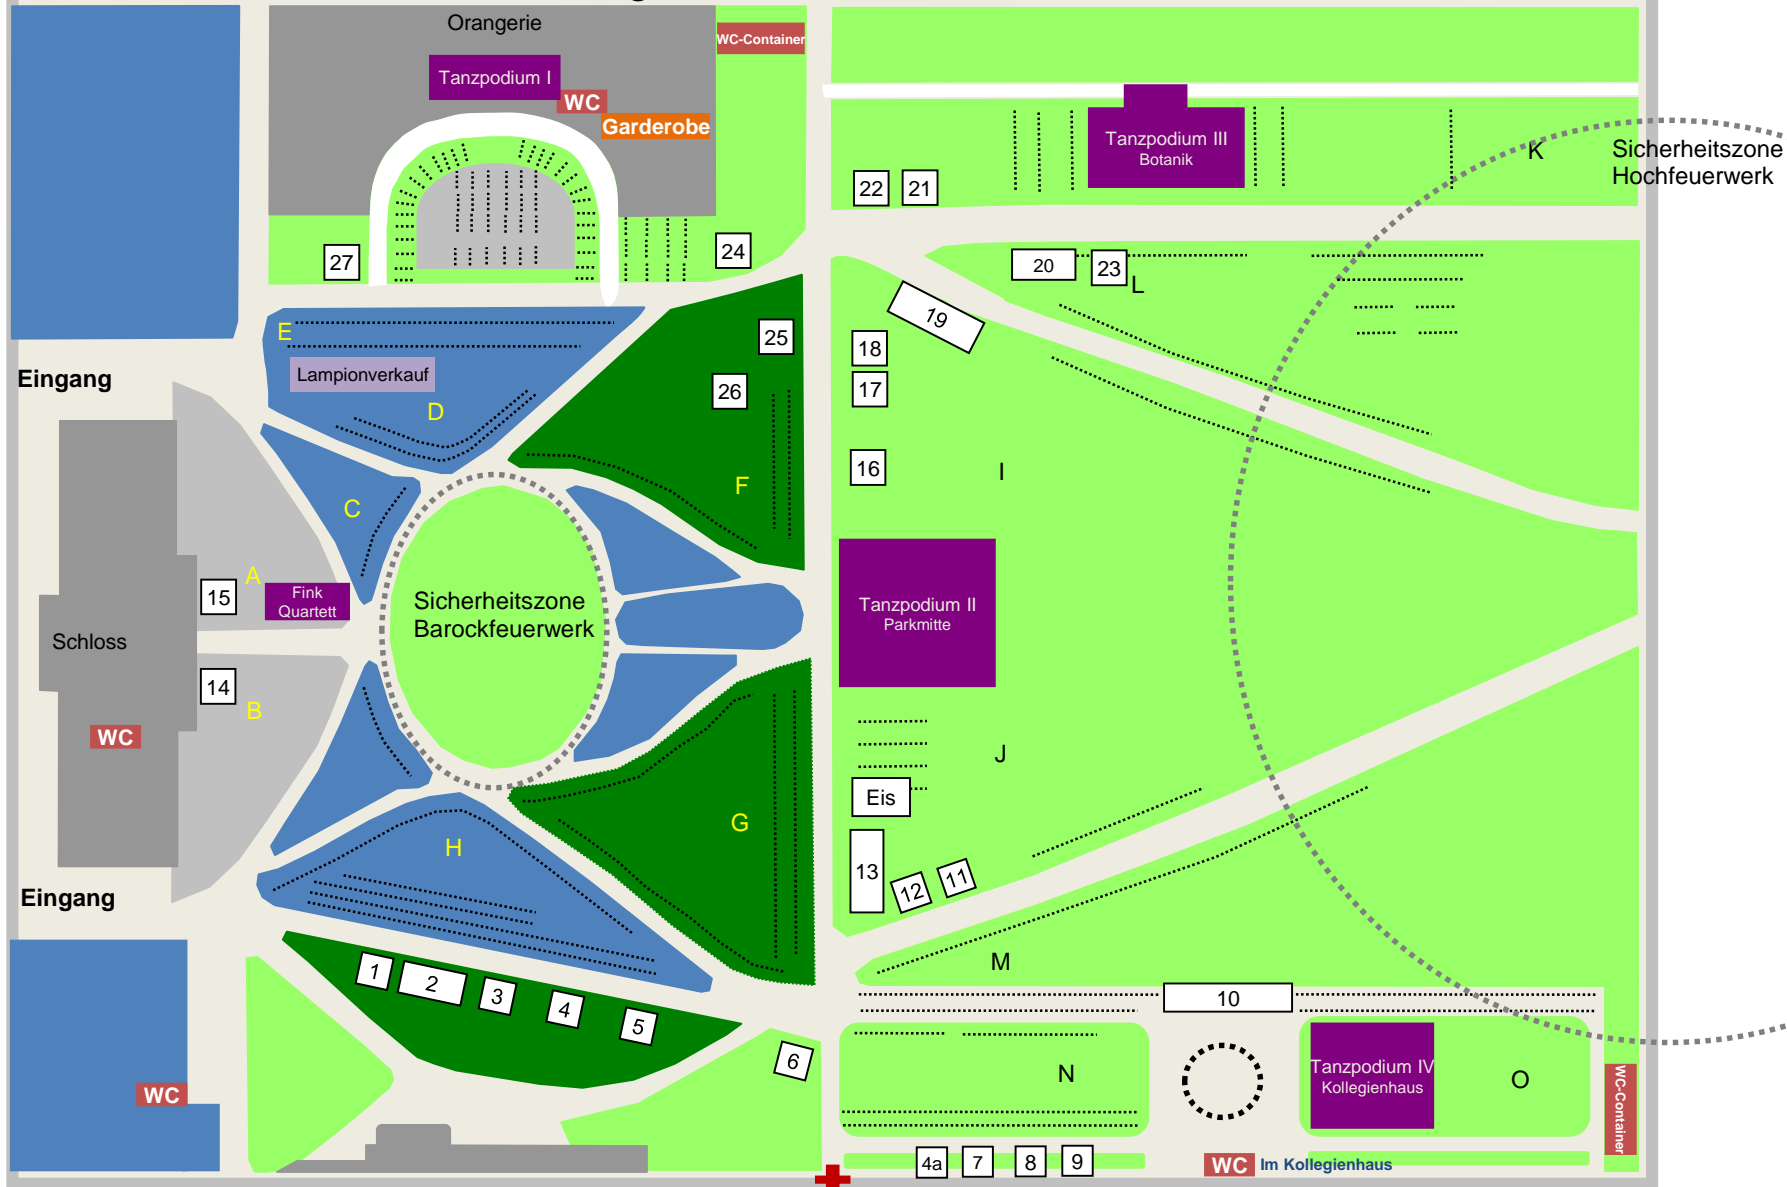 Orangerie
WC-Container
Tanzpodium I
WC
Garderobe
Tanzpodium III
Botanik
K
Sicherheitszone
Hochfeuerwerk
22
21
27
24
20
23
L
19
E
25
18
Lampionverkauf
17
26
D
Eingang
16
I
F
C
A
15
Fink
Quartett
Sicherheitszone
Barockfeuerwerk
Tanzpodium II
Parkmitte
Schloss
14
B
WC
J
Eis
G
H
13
12
11
Eingang
M
1
2
3
4
5
10
6
N
Tanzpodium IV
Kollegienhaus
O
WC
WC-Container
4a
7
8
9
WC
Im Kollegienhaus